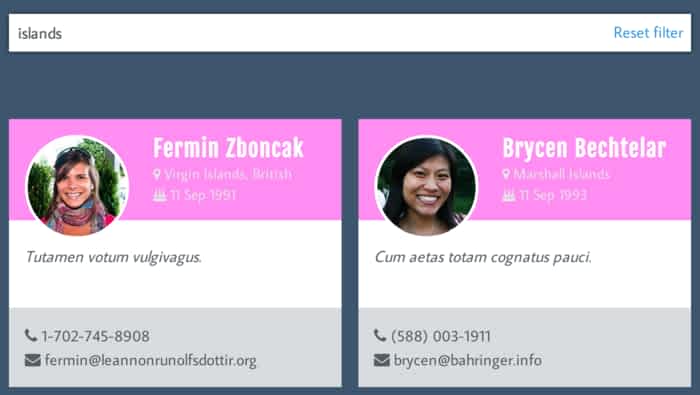 islands
Reset filter
Fermin Zboncak
Virgin Islands, British
11 Sep 1991
Tutamen votum vulgivagus.
1-702-745-8908
fermin@leannonrunolfsdottir.org
Brycen Bechtelar
Marshall Islands
11 Sep 1993
Cum aetas totam cognatus pauci.
(588) 003-1911
brycen@bahringer.info